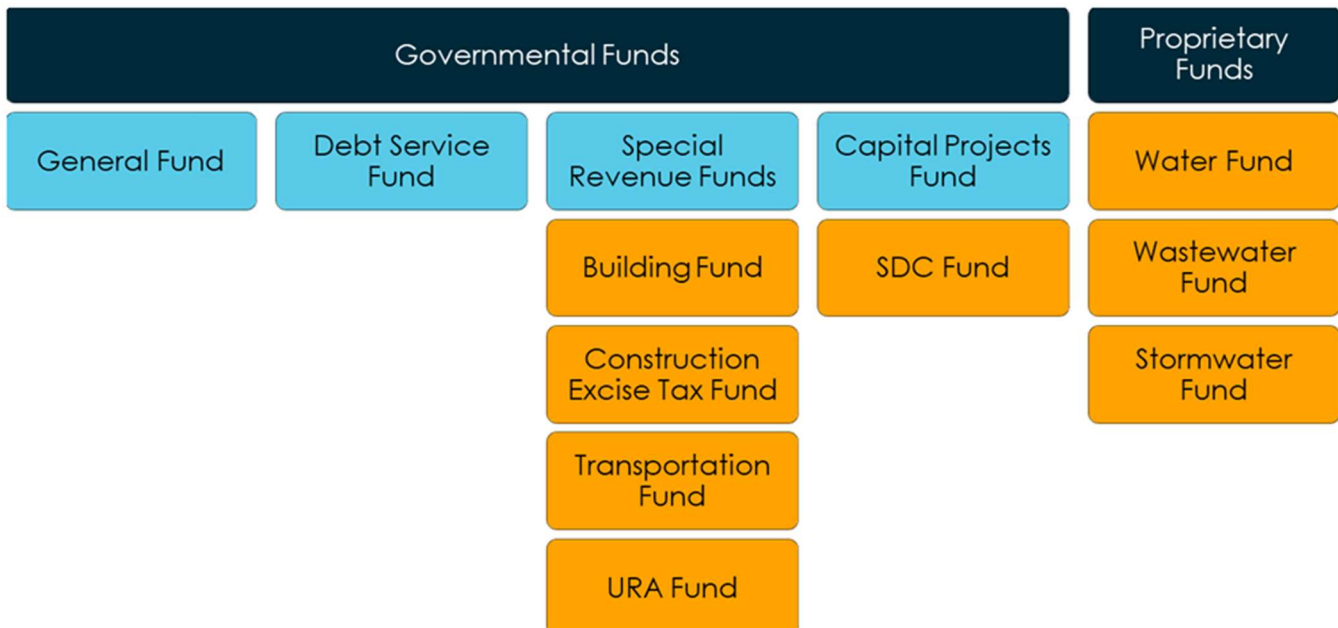 Governmental Funds
Proprietary
Funds
General Fund
Debt Service
Fund
Special
Revenue Funds
Capital Projects
Fund
Water Fund
Building Fund
SDC Fund
Wastewater
Fund
Construction
Excise Tax Fund
Stormwater
Fund
Transportation
Fund
URA Fund